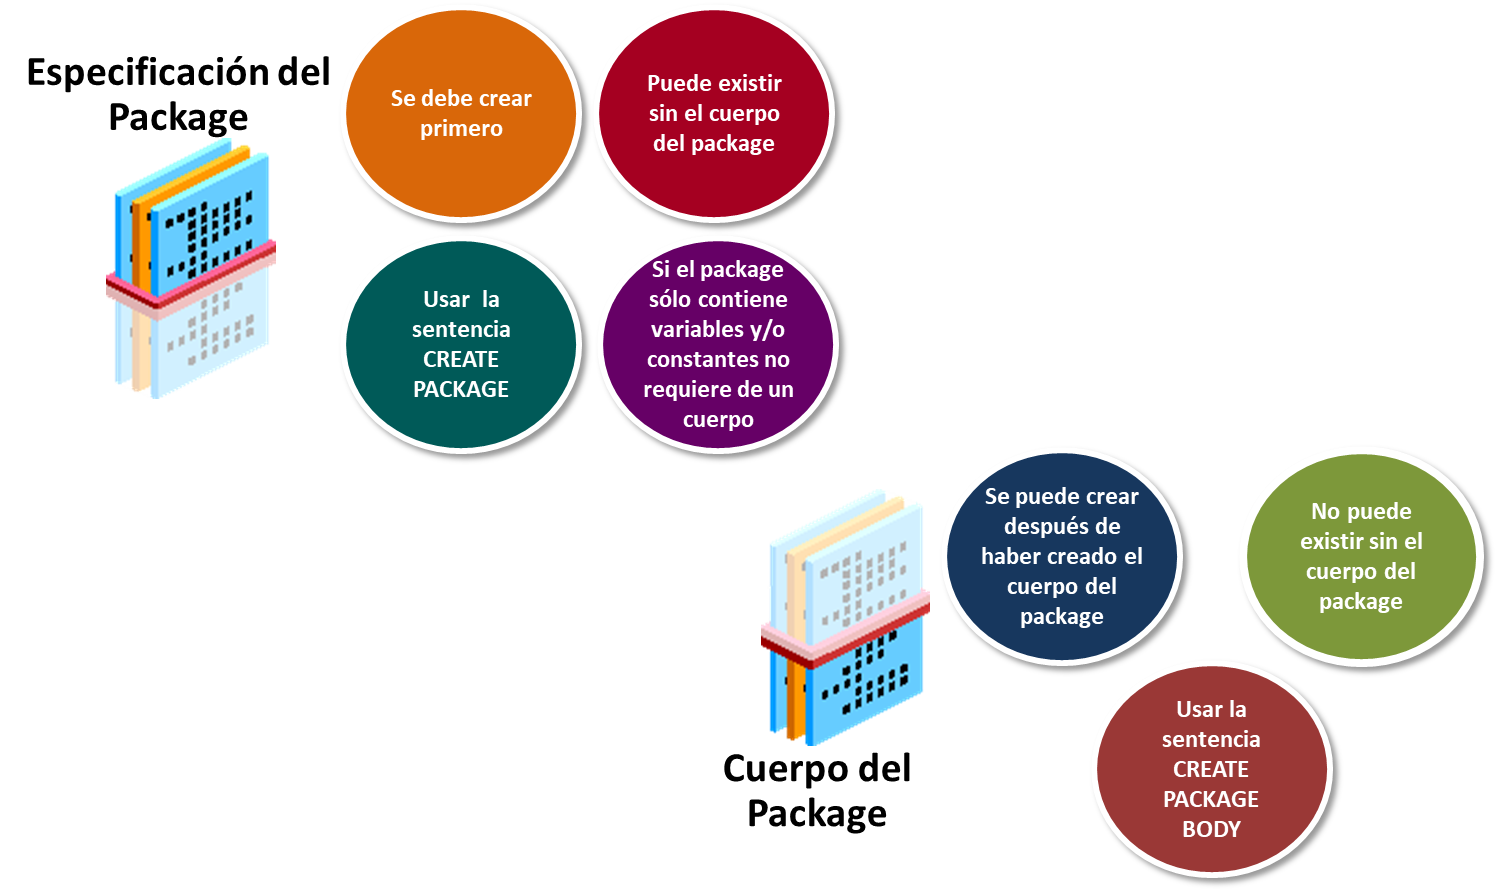 Especificación del
Package
Se debe crear
primero
Puede existir
sin el cuerpo
del package
Usar la
sentencia
CREATE
PACKAGE
Si el package
sólo contiene
variables y/o
constantes no
requiere de un
cuerpo
Se puede crear
después de
haber creado el
cuerpo del
package
No puede
existir sin el
cuerpo del
package
Usar la
sentencia
CREATE
PACKAGE
BODY
Cuerpo del
Package